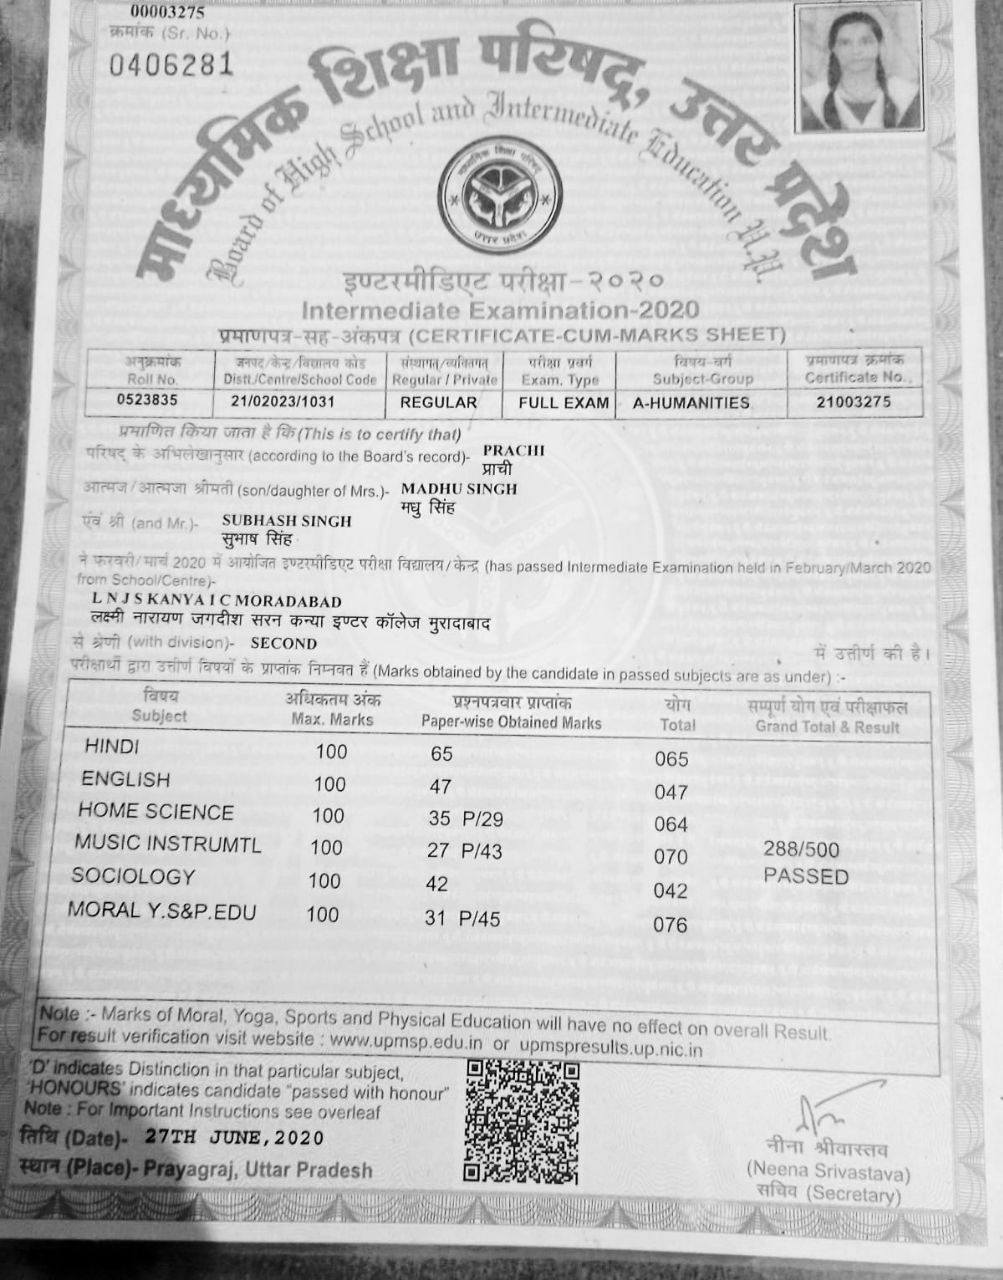 00003275
क्रमांक (Sr. No.)
0406281
माध्यमिक शिक्षा परिषद्, उत्तर प्रदेश
Board of High School and Intermediate Education U.P.
माध्यमिक शिक्षा परिषद्
उत्तर प्रदेश
इण्टरमीडिएट परीक्षा-२०२०
Intermediate Examination-2020
प्रमाणपत्र-सह-अंकपत्र (CERTIFICATE-CUM-MARKS SHEET)
अनुक्रमांक जनपद/केन्द्र/विद्यालय कोड संस्थागत/व्यक्तिगत परीक्षा प्रवर्ग विषय-वर्ग प्रमाणपत्र क्रमांक
Roll No. Distt./Centre/School Code Regular / Private Exam. Type Subject-Group Certificate No.
0523835 21/02023/1031 REGULAR FULL EXAM A-HUMANITIES 21003275
प्रमाणित किया जाता है कि (This is to certify that)
परिषद् के अभिलेखानुसार (according to the Board's record)- PRACHI
प्राची
आत्मज/आत्मजा श्रीमती (son/daughter of Mrs.)- MADHU SINGH
मधु सिंह
एवं श्री (and Mr.)- SUBHASH SINGH
सुभाष सिंह
ने फरवरी/मार्च 2020 में आयोजित इण्टरमीडिएट परीक्षा विद्यालय/केन्द्र (has passed Intermediate Examination held in February/March 2020
from School/Centre)-
L N J S KANYA I C MORADABAD
लक्ष्मी नारायण जगदीश सरन कन्या इण्टर कॉलेज मुरादाबाद
से श्रेणी (with division)- SECOND में उत्तीर्ण की है।
परीक्षार्थी द्वारा उत्तीर्ण विषयों के प्राप्तांक निम्नवत हैं (Marks obtained by the candidate in passed subjects are as under) :-
विषय अधिकतम अंक प्रश्नपत्रवार प्राप्तांक योग सम्पूर्ण योग एवं परीक्षाफल
Subject Max. Marks Paper-wise Obtained Marks Total Grand Total & Result
HINDI 100 65 065
ENGLISH 100 47 047
HOME SCIENCE 100 35 P/29 064
MUSIC INSTRUMTL 100 27 P/43 070 288/500
SOCIOLOGY 100 42 042 PASSED
MORAL Y.S&P.EDU 100 31 P/45 076
Note :- Marks of Moral, Yoga, Sports and Physical Education will have no effect on overall Result.
For result verification visit website : www.upmsp.edu.in or upmspresults.up.nic.in
'D' indicates Distinction in that particular subject,
'HONOURS' indicates candidate "passed with honour"
Note : For Important Instructions see overleaf
तिथि (Date)- 27TH JUNE,2020
स्थान (Place)- Prayagraj, Uttar Pradesh
नीना श्रीवास्तव
(Neena Srivastava)
सचिव (Secretary)